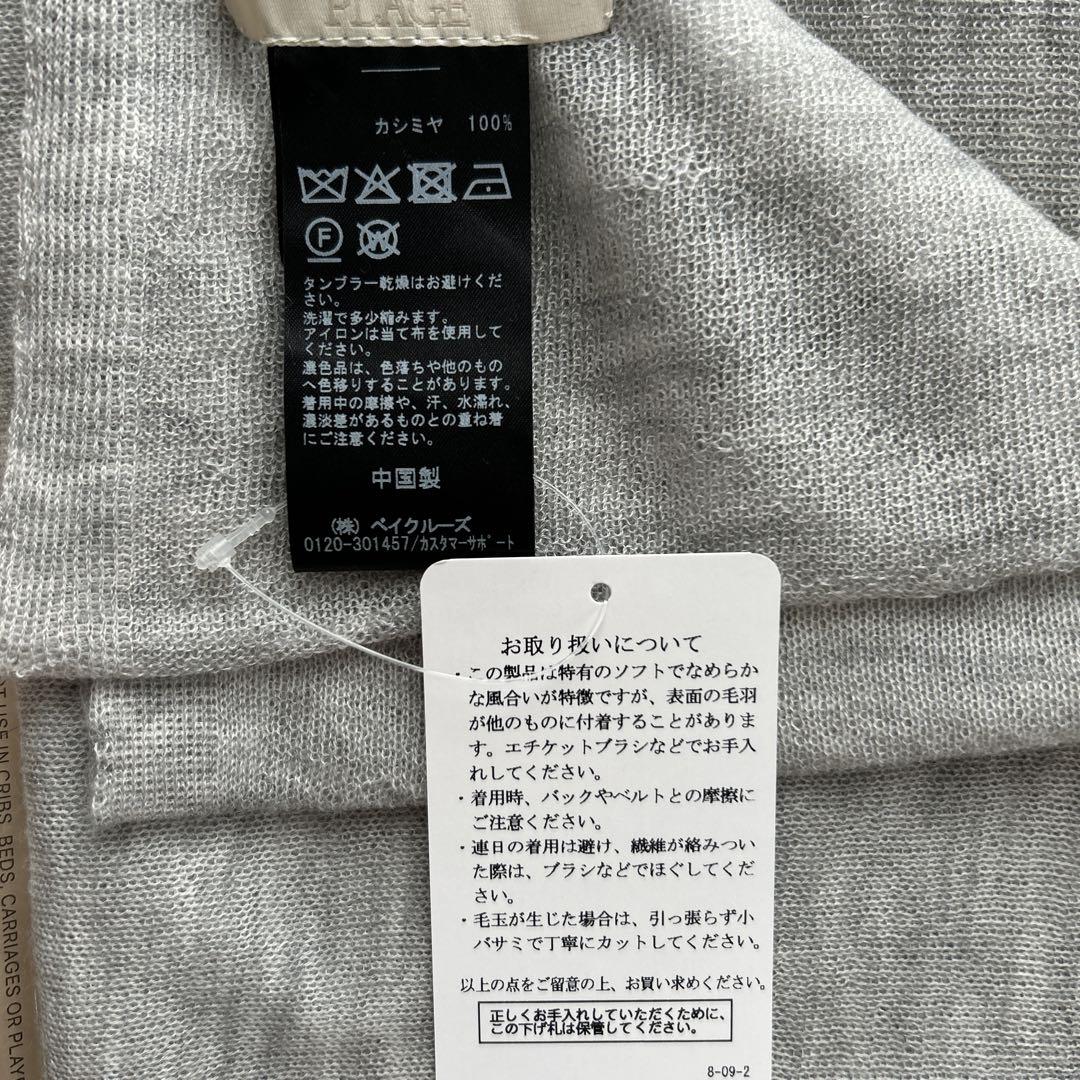 PLAGE
カシミヤ 100%
F
W
タンブラー乾燥はお避けくだ
さい。
洗濯で多少縮みます。
アイロンは当て布を使用して
ください。
濃色品は、色落ちや他のもの
へ色移りすることがあります。
着用中の摩擦や、汗、水濡れ、
濃淡差があるものとの重ね着
にご注意ください。
中国製
(株) ベイクルーズ
0120-301457/カスタマーサポート
お取り扱いについて
・この製品は特有のソフトでなめらか
な風合いが特徴ですが、表面の毛羽
が他のものに付着することがありま
す。エチケットブラシなどでお手入
れしてください。
・着用時、バックやベルトとの摩擦に
ご注意ください。
・連日の着用は避け、繊維が絡みつい
た際は、ブラシなどでほぐしてくだ
さい。
・毛玉が生じた場合は、引っ張らず小
バサミで丁寧にカットしてください。
以上の点をご留意の上、お買い求めください。
正しくお手入れしていただくために、
この下げ札は保管してください。
8-09-2
USE IN CRIBS, BEDS, CARRIAGES OR